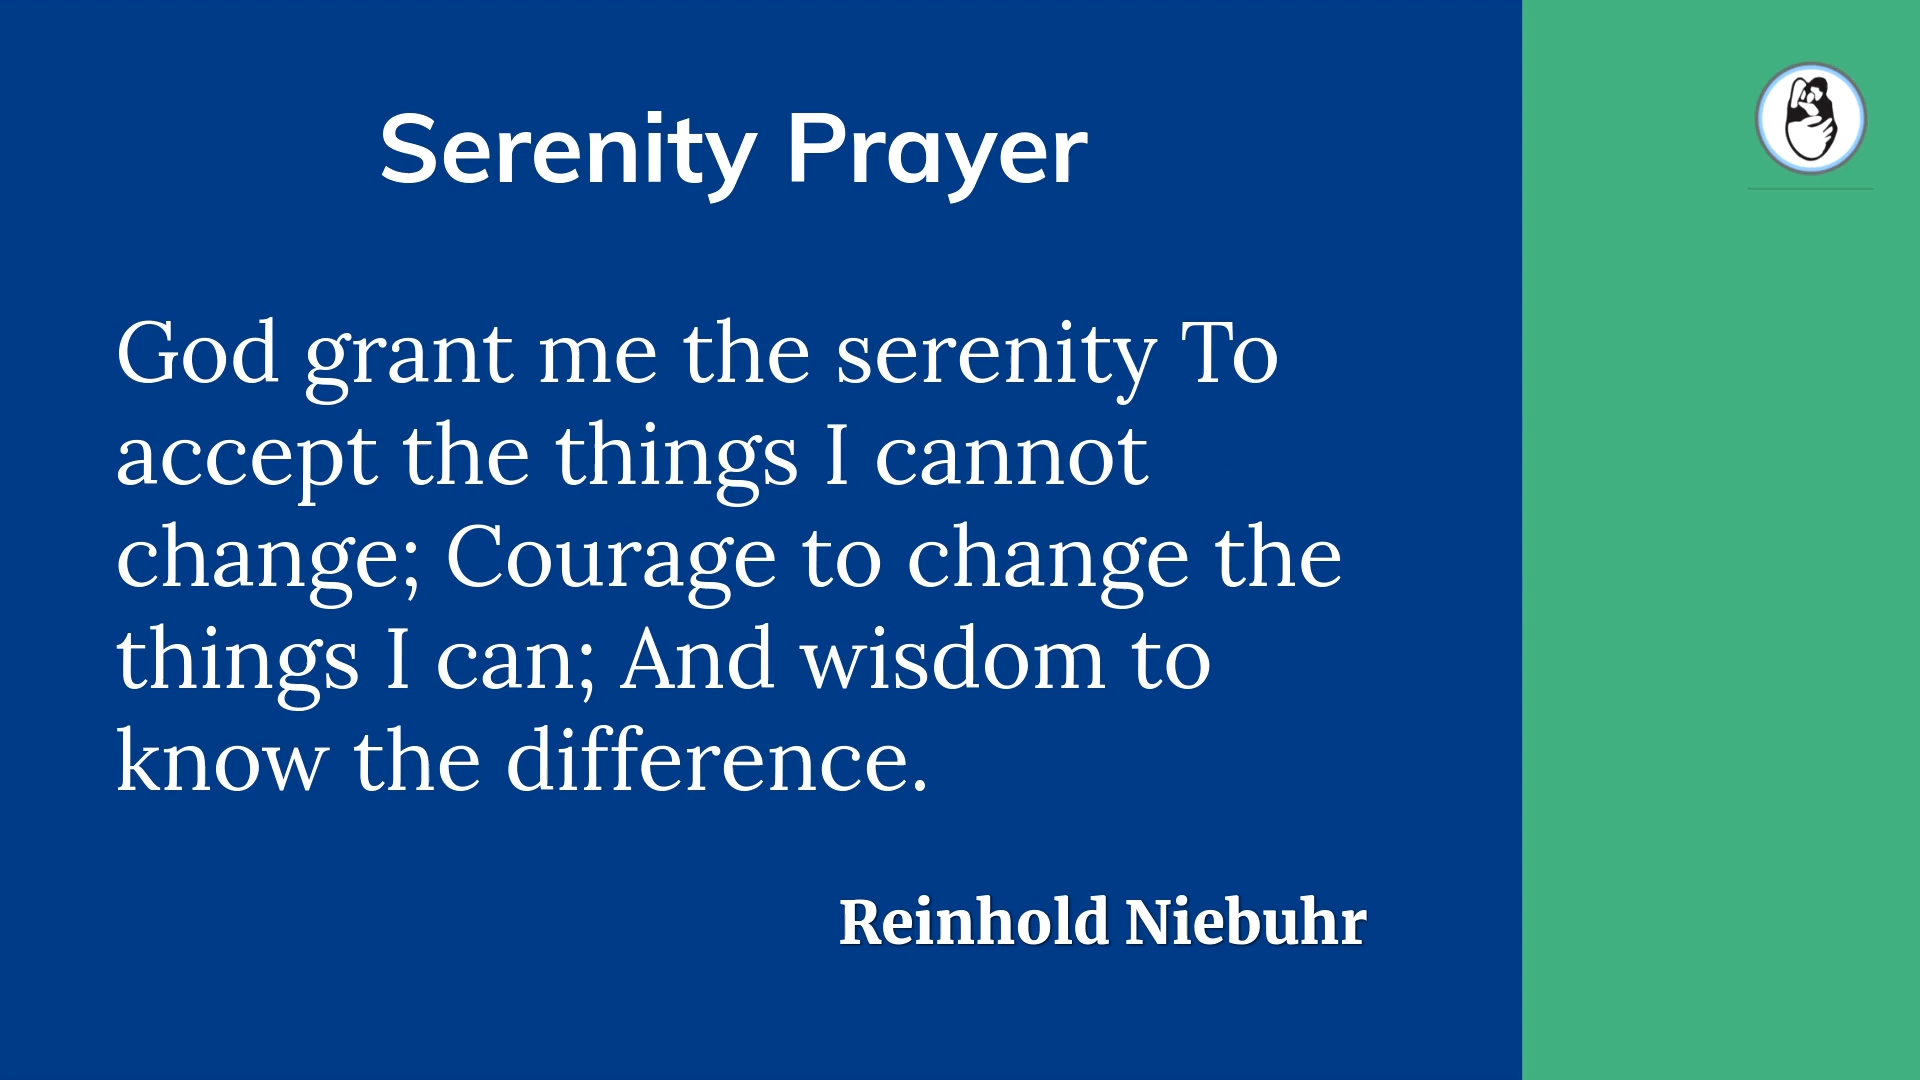 Serenity Prayer
God grant me the serenity To
accept the things I cannot
change; Courage to change the
things I can; And wisdom to
know the difference.
Reinhold Niebuhr